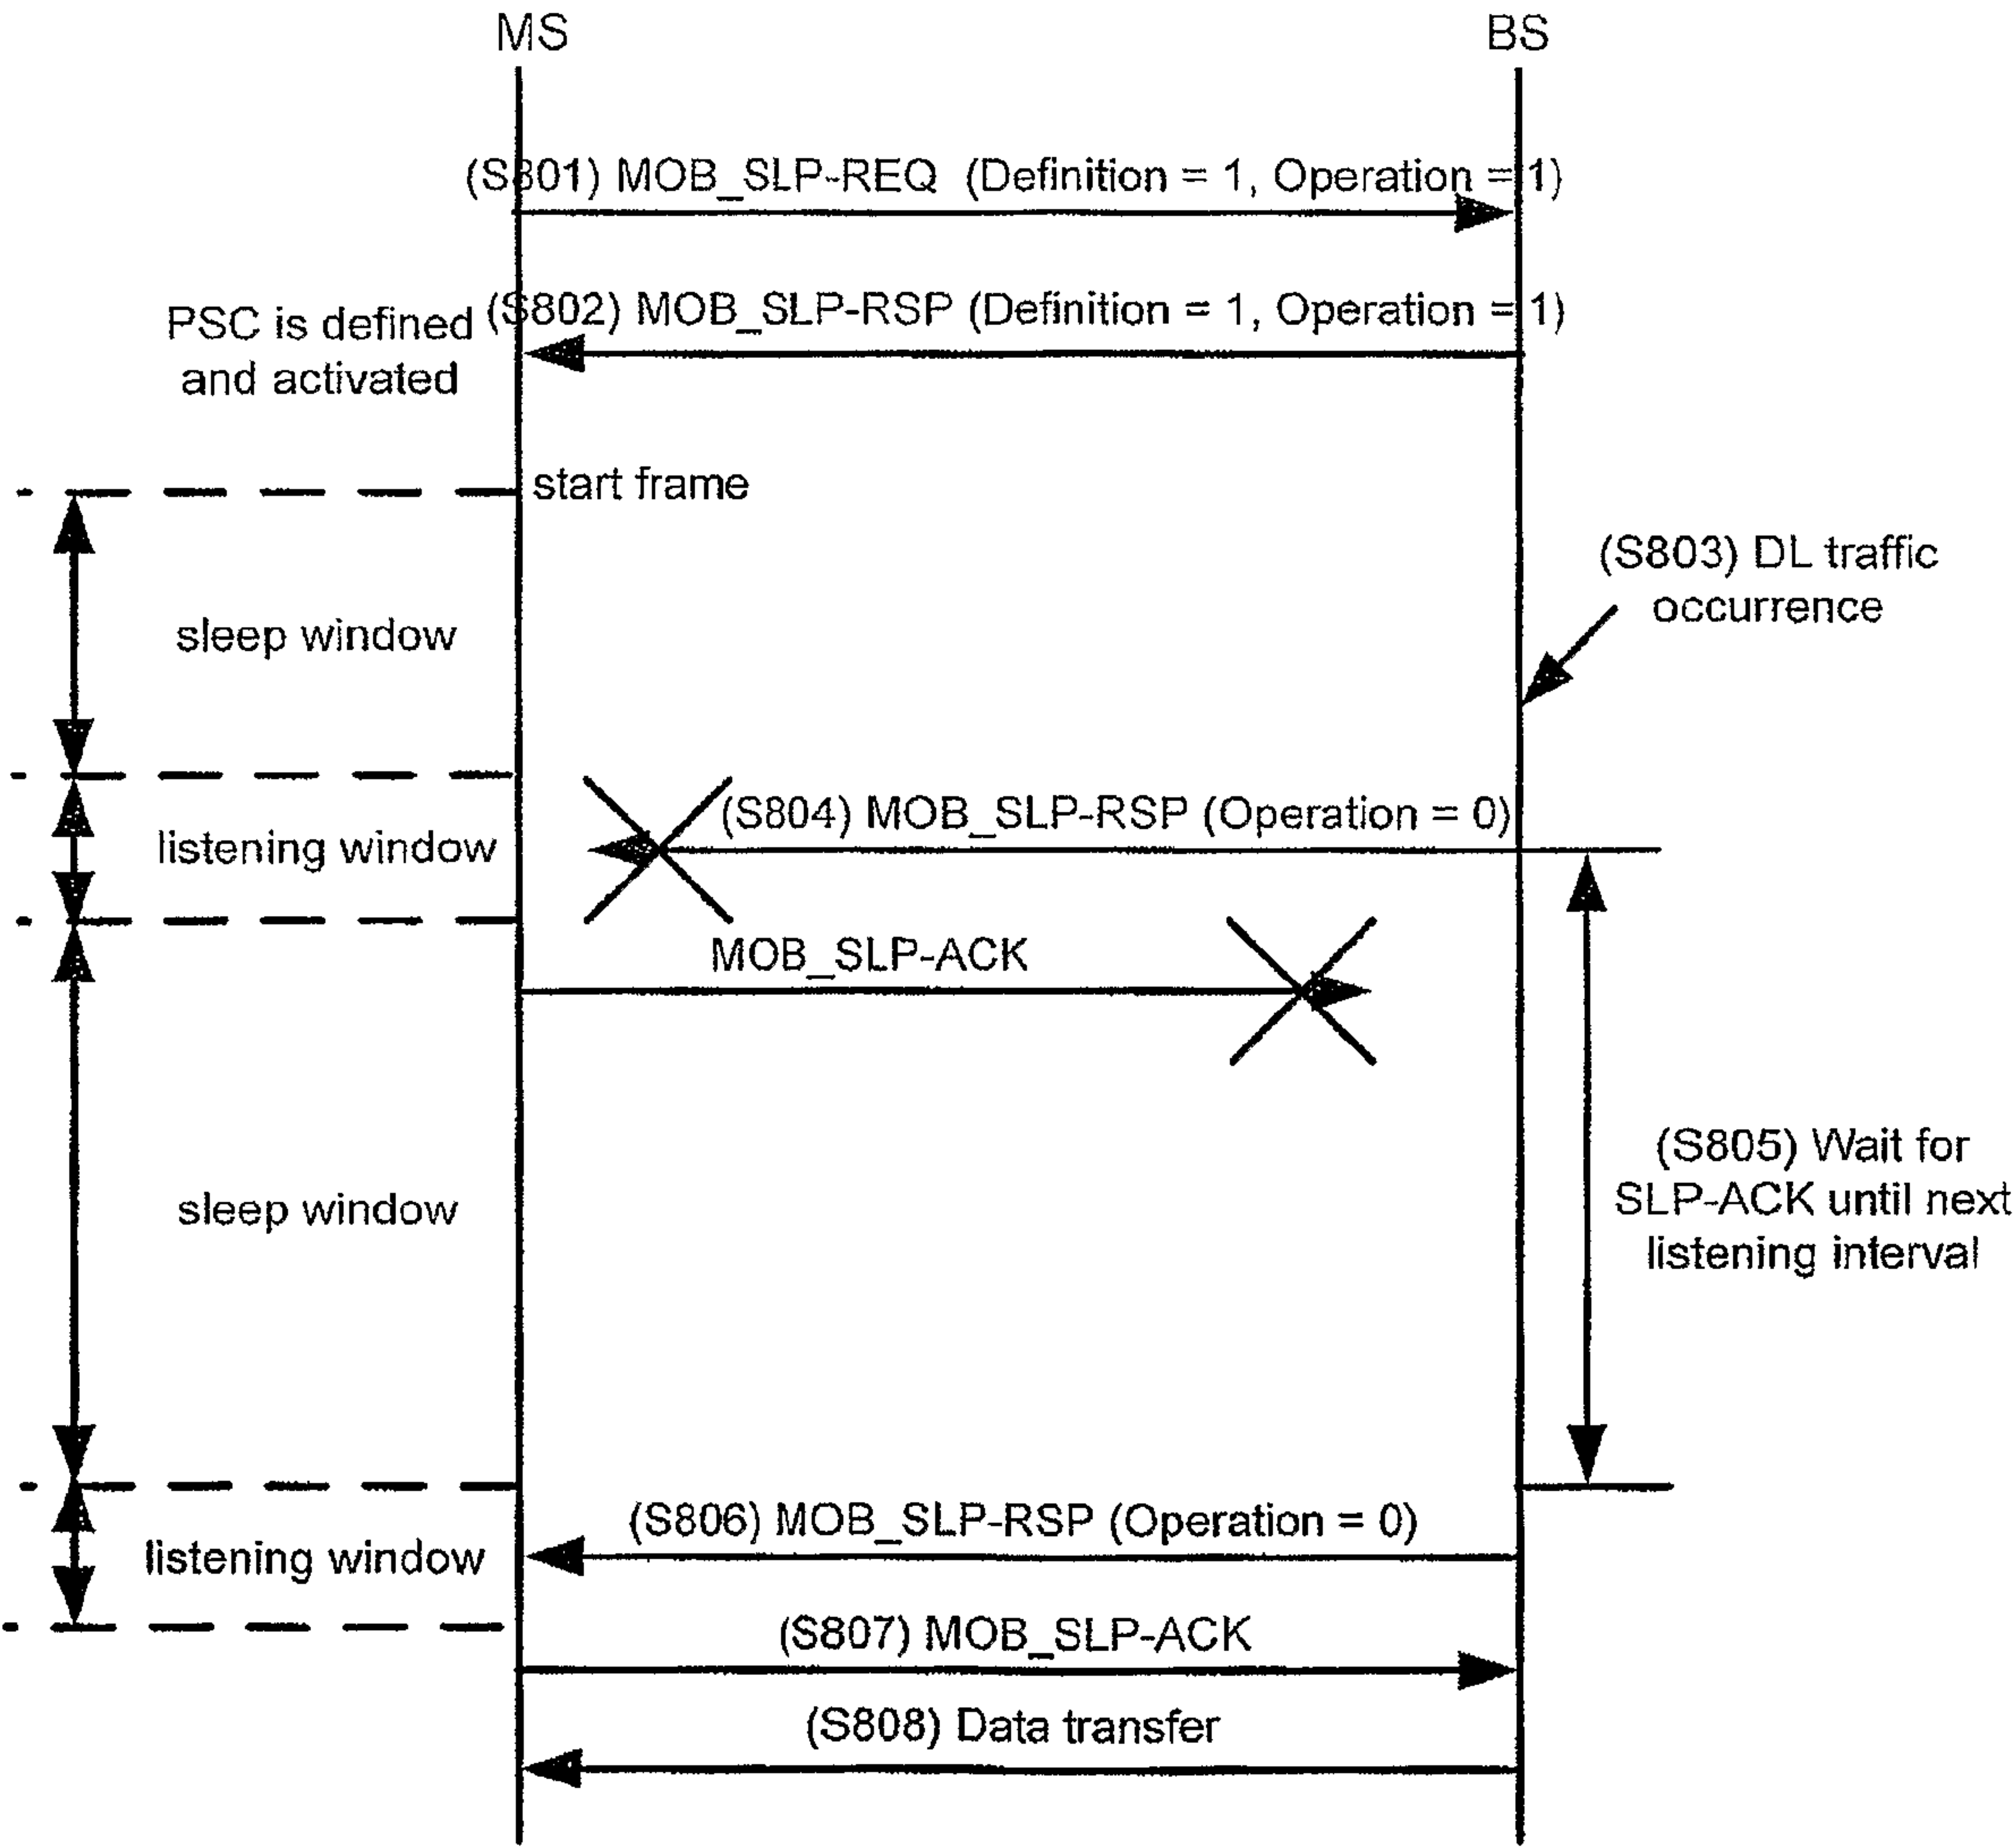 MS
BS
(S801) MOB_SLP-REQ (Definition = 1, Operation = 1)
(S802) MOB_SLP-RSP (Definition = 1, Operation = 1)
PSC is defined
and activated
start frame
(S803) DL traffic
occurrence
sleep window
(S804) MOB_SLP-RSP (Operation = 0)
listening window
MOB_SLP-ACK
(S805) Wait for
SLP-ACK until next
listening interval
sleep window
(S806) MOB_SLP-RSP (Operation = 0)
listening window
(S807) MOB_SLP-ACK
(S808) Data transfer